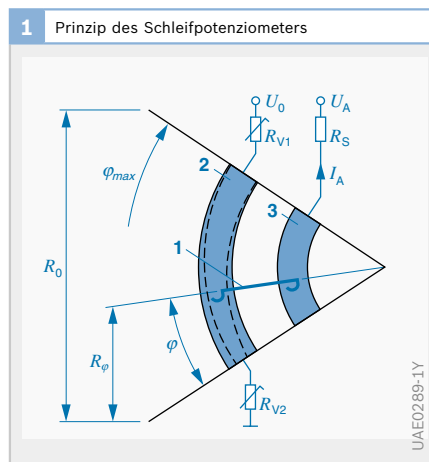 1 Prinzip des Schleifpotenziometers
U0 UA
RV1 RS
φmax
2
IA
3
1
R0
Rφ
φ
RV2
UAE0289-1Y